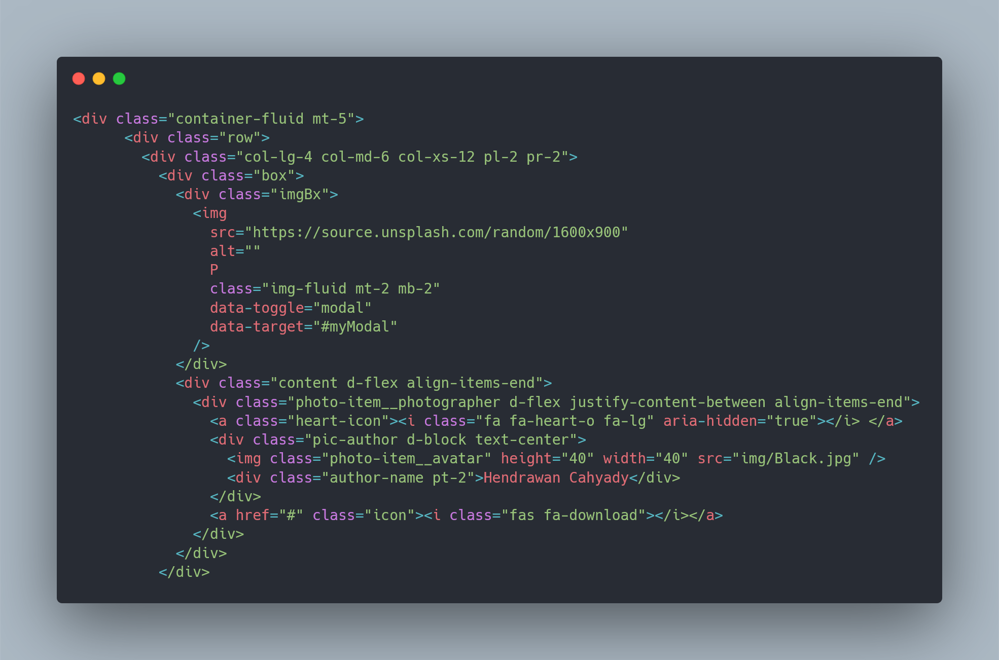 <div class="container-fluid mt-5">
      <div class="row">
        <div class="col-lg-4 col-md-6 col-xs-12 pl-2 pr-2">
          <div class="box">
            <div class="imgBx">
              <img
                src="https://source.unsplash.com/random/1600x900"
                alt=""
                P
                class="img-fluid mt-2 mb-2"
                data-toggle="modal"
                data-target="#myModal"
              />
            </div>
            <div class="content d-flex align-items-end">
              <div class="photo-item__photographer d-flex justify-content-between align-items-end">
                <a class="heart-icon"><i class="fa fa-heart-o fa-lg" aria-hidden="true"></i> </a>
                <div class="pic-author d-block text-center">
                  <img class="photo-item__avatar" height="40" width="40" src="img/Black.jpg" />
                  <div class="author-name pt-2">Hendrawan Cahyady</div>
                </div>
                <a href="#" class="icon"><i class="fas fa-download"></i></a>
              </div>
            </div>
          </div>